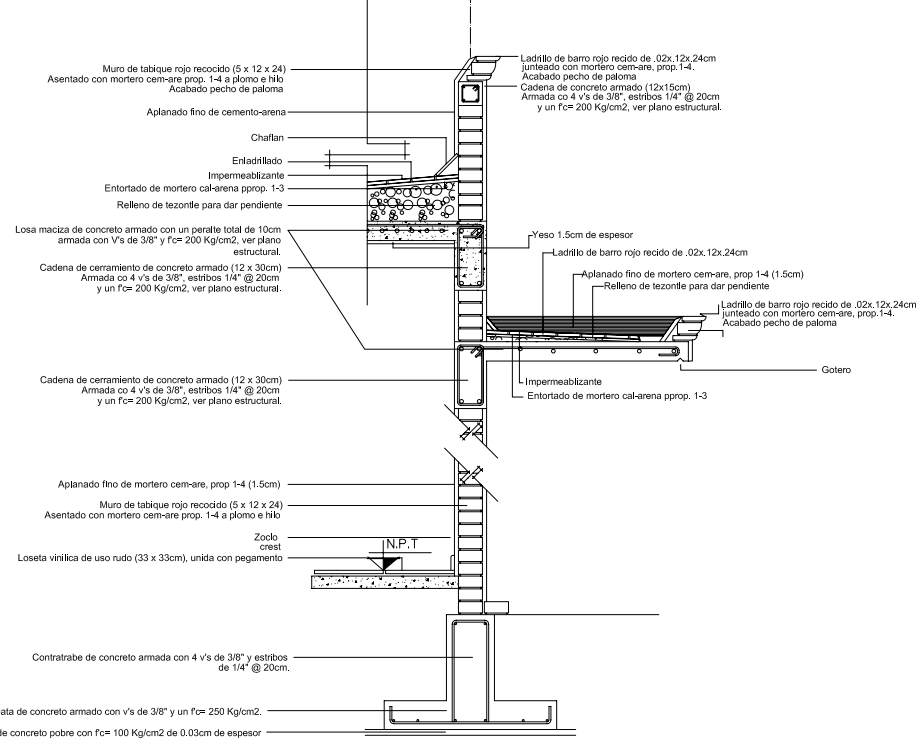 Muro de tabique rojo recocido (5 x 12 x 24)
Asentado con mortero cem-are prop. 1-4 a plomo e hilo
Acabado pecho de paloma
Aplanado fino de cemento-arena
Chaflan
Enladrillado
Impermeablizante
Entortado de mortero cal-arena pprop. 1-3
Relleno de tezontle para dar pendiente
Losa maciza de concreto armado con un peralte total de 10cm
armada con V's de 3/8" y f'c= 200 Kg/cm2, ver plano
estructural.
Cadena de cerramiento de concreto armado (12 x 30cm)
Armada co 4 v's de 3/8", estribos 1/4" @ 20cm
y un f'c= 200 Kg/cm2, ver plano estructural.
Cadena de cerramiento de concreto armado (12 x 30cm)
Armada co 4 v's de 3/8", estribos 1/4" @ 20cm
y un f'c= 200 Kg/cm2, ver plano estructural.
Aplanado fino de mortero cem-are, prop 1-4 (1.5cm)
Muro de tabique rojo recocido (5 x 12 x 24)
Asentado con mortero cem-are prop. 1-4 a plomo e hilo
Zoclo
crest
N.P.T
Loseta vinilica de uso rudo (33 x 33cm), unida con pegamento
Contratrabe de concreto armada con 4 v's de 3/8" y estribos
de 1/4" @ 20cm.
ata de concreto armado con v's de 3/8" y un f'c= 250 Kg/cm2.
de concreto pobre con f'c= 100 Kg/cm2 de 0.03cm de espesor
Ladrillo de barro rojo recido de .02x.12x.24cm
junteado con mortero cem-are, prop.1-4.
Acabado pecho de paloma
Cadena de concreto armado (12x15cm)
Armada co 4 v's de 3/8", estribos 1/4" @ 20cm
y un f'c= 200 Kg/cm2, ver plano estructural.
Yeso 1.5cm de espesor
Ladrillo de barro rojo recido de .02x.12x.24cm
Aplanado fino de mortero cem-are, prop 1-4 (1.5cm)
Relleno de tezontle para dar pendiente
Ladrillo de barro rojo recido de .02x.12x.24cm
junteado con mortero cem-are, prop.1-4.
Acabado pecho de paloma
Gotero
Impermeablizante
Entortado de mortero cal-arena pprop. 1-3